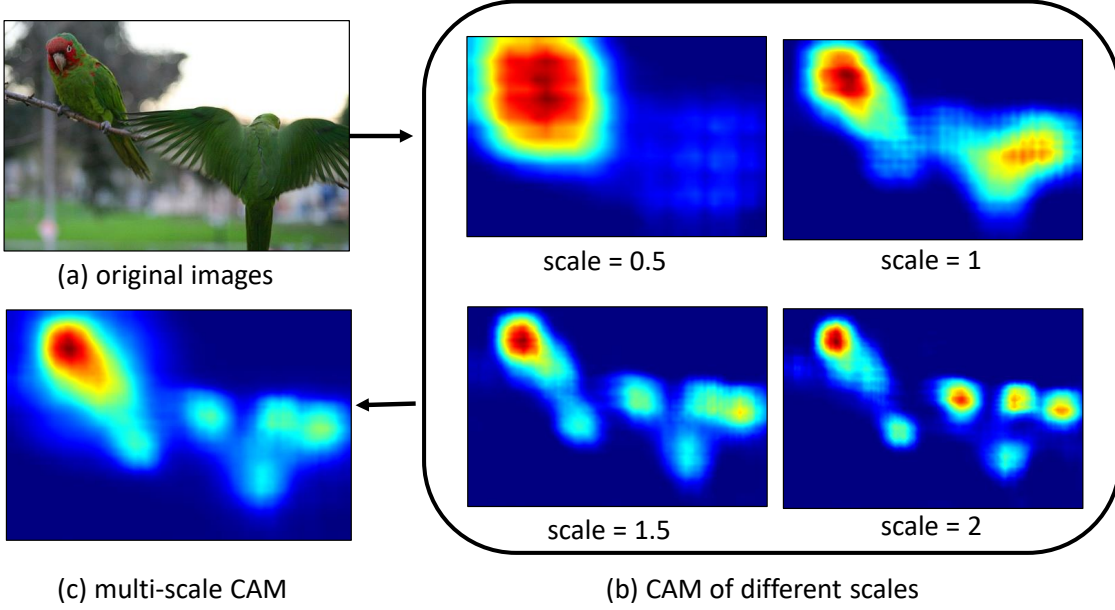 (a) original images
scale = 0.5
scale = 1
scale = 1.5
scale = 2
(c) multi-scale CAM
(b) CAM of different scales